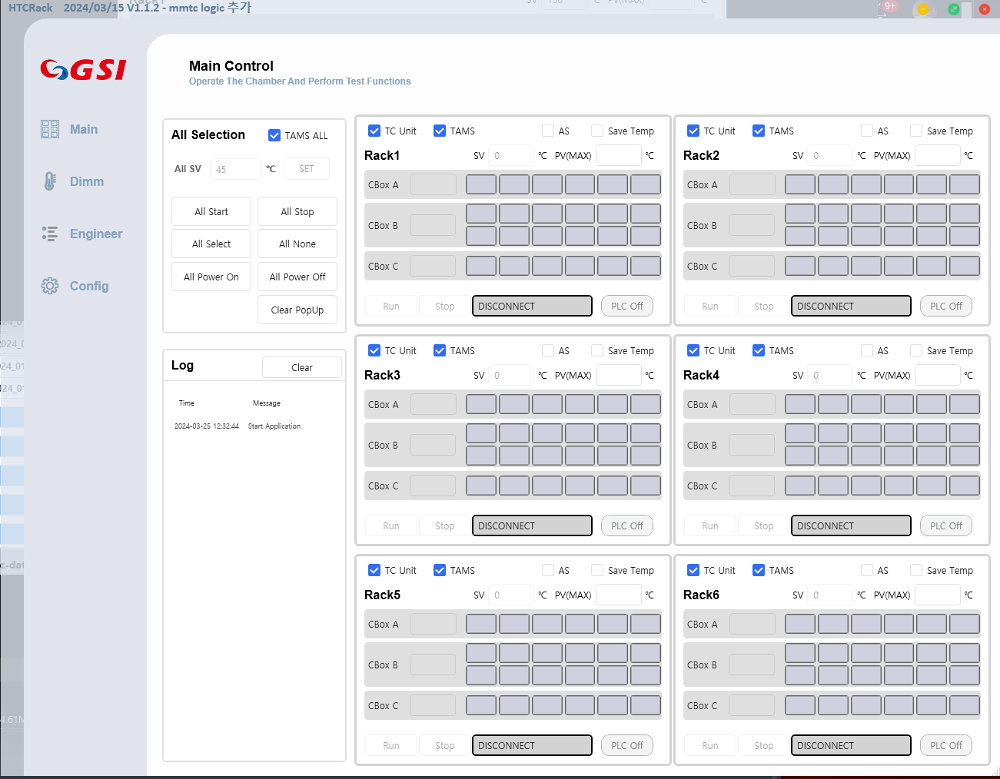 HTCRack 2024/03/15 V1.1.2 - mmtc logic 추가
9+
GSI
Main Control
Operate The Chamber And Perform Test Functions
Main
Dimm
Engineer
Config
All Selection TAMS ALL
All SV 45 ℃ SET
All Start All Stop
All Select All None
All Power On All Power Off
Clear PopUp
Log Clear
Time Message
2024-03-25 12:32:44 Start Application
TC Unit TAMS AS Save Temp
Rack1 SV 0 ℃ PV(MAX) ℃
CBox A
CBox B
CBox C
Run Stop DISCONNECT PLC Off
TC Unit TAMS AS Save Temp
Rack2 SV 0 ℃ PV(MAX) ℃
CBox A
CBox B
CBox C
Run Stop DISCONNECT PLC Off
TC Unit TAMS AS Save Temp
Rack3 SV 0 ℃ PV(MAX) ℃
CBox A
CBox B
CBox C
Run Stop DISCONNECT PLC Off
TC Unit TAMS AS Save Temp
Rack4 SV 0 ℃ PV(MAX) ℃
CBox A
CBox B
CBox C
Run Stop DISCONNECT PLC Off
TC Unit TAMS AS Save Temp
Rack5 SV 0 ℃ PV(MAX) ℃
CBox A
CBox B
CBox C
Run Stop DISCONNECT PLC Off
TC Unit TAMS AS Save Temp
Rack6 SV 0 ℃ PV(MAX) ℃
CBox A
CBox B
CBox C
Run Stop DISCONNECT PLC Off